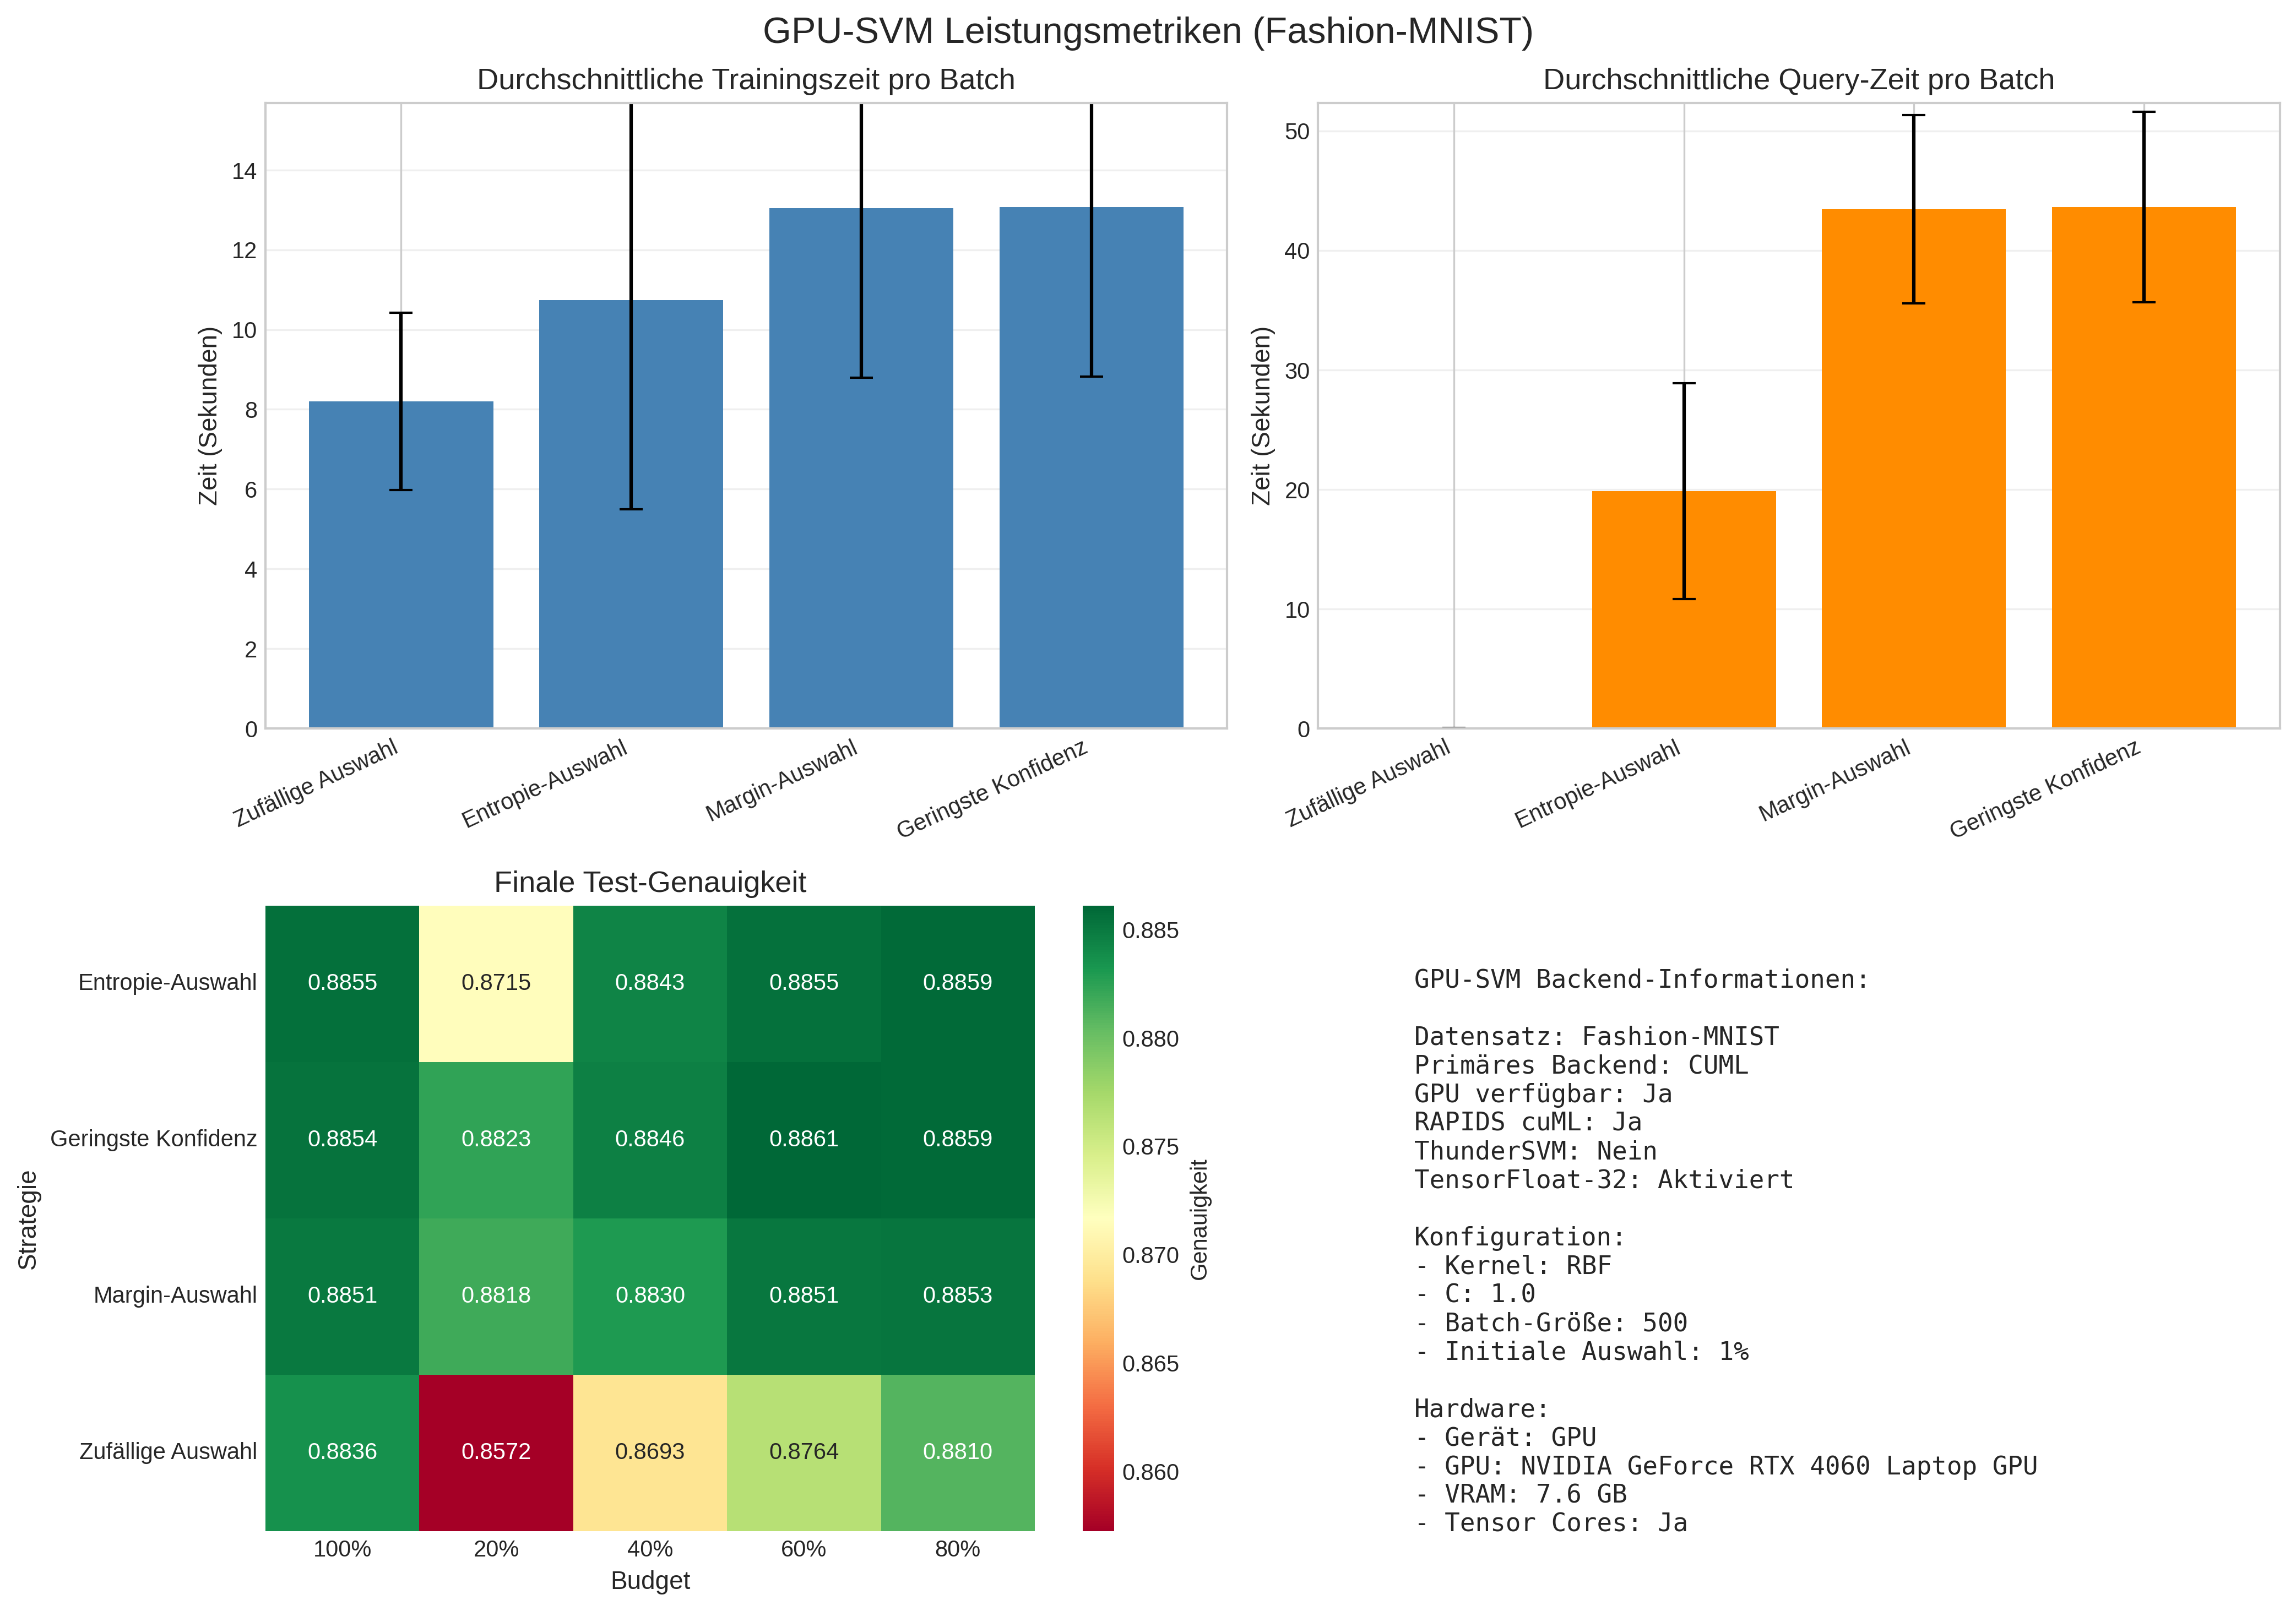 GPU-SVM Leistungsmetriken (Fashion-MNIST)
Durchschnittliche Trainingszeit pro Batch
Zeit (Sekunden)
14
12
10
8
6
4
2
0
Zufällige Auswahl
Entropie-Auswahl
Margin-Auswahl
Geringste Konfidenz
Durchschnittliche Query-Zeit pro Batch
Zeit (Sekunden)
50
40
30
20
10
0
Zufällige Auswahl
Entropie-Auswahl
Margin-Auswahl
Geringste Konfidenz
Finale Test-Genauigkeit
Strategie
Entropie-Auswahl 0.8855 0.8715 0.8843 0.8855 0.8859
Geringste Konfidenz 0.8854 0.8823 0.8846 0.8861 0.8859
Margin-Auswahl 0.8851 0.8818 0.8830 0.8851 0.8853
Zufällige Auswahl 0.8836 0.8572 0.8693 0.8764 0.8810
100% 20% 40% 60% 80%
Budget
0.885
0.880
0.875
0.870
0.865
0.860
Genauigkeit
GPU-SVM Backend-Informationen:
Datensatz: Fashion-MNIST
Primäres Backend: CUML
GPU verfügbar: Ja
RAPIDS cuML: Ja
ThunderSVM: Nein
TensorFloat-32: Aktiviert
Konfiguration:
- Kernel: RBF
- C: 1.0
- Batch-Größe: 500
- Initiale Auswahl: 1%
Hardware:
- Gerät: GPU
- GPU: NVIDIA GeForce RTX 4060 Laptop GPU
- VRAM: 7.6 GB
- Tensor Cores: Ja